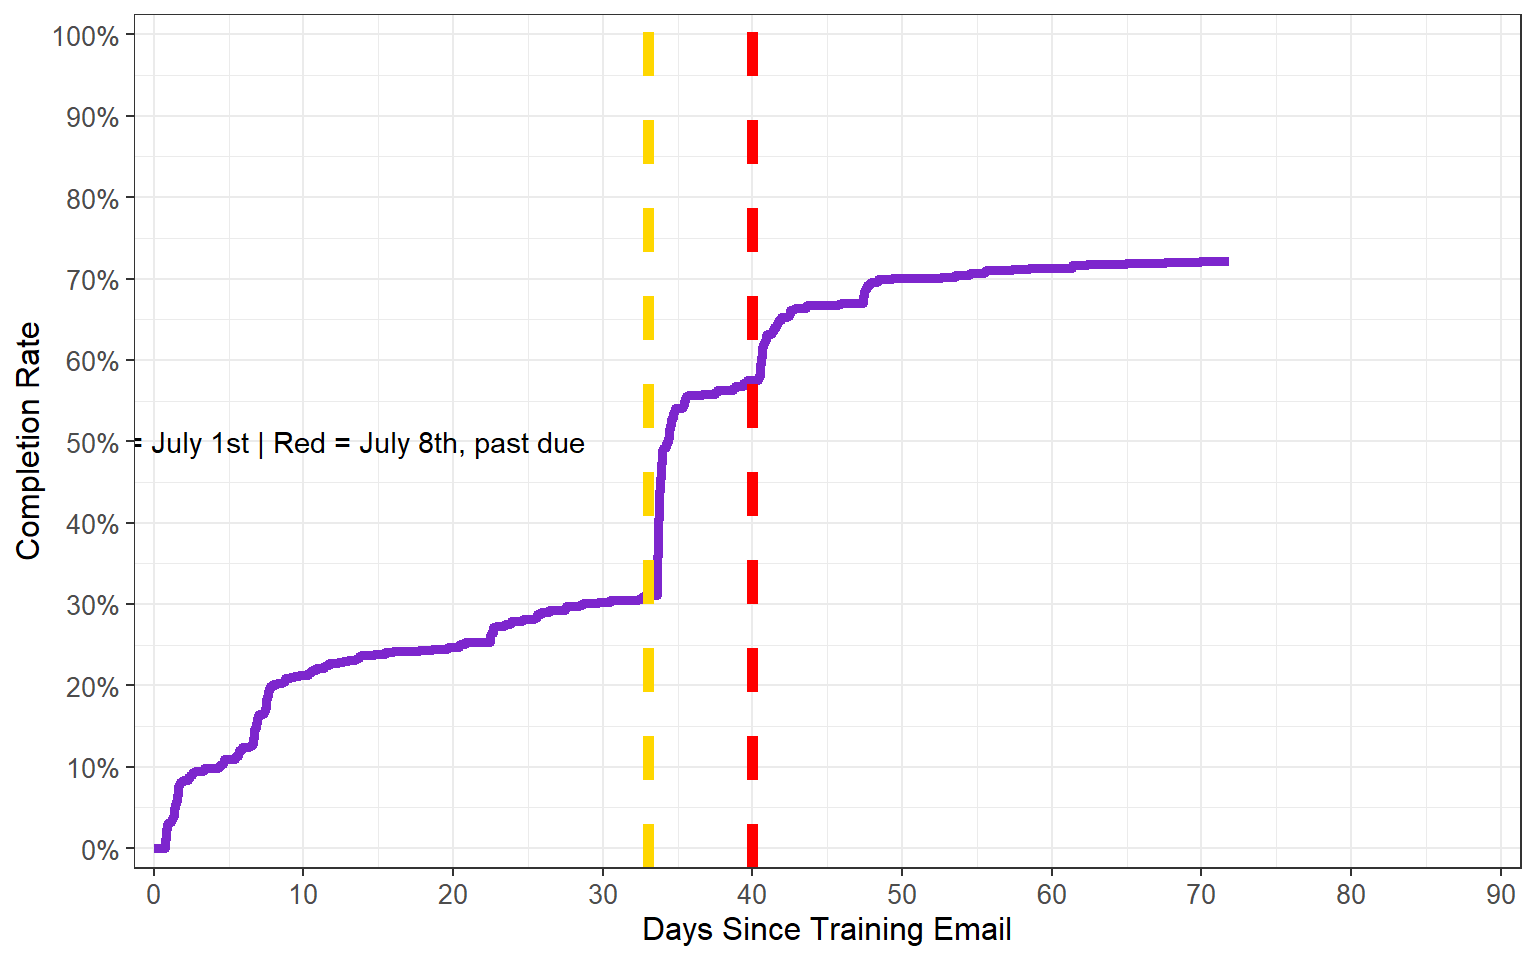 100%
90%
80%
70%
60%
50%
40%
30%
20%
10%
0%
Completion Rate
= July 1st | Red = July 8th, past due
0 10 20 30 40 50 60 70 80 90
Days Since Training Email